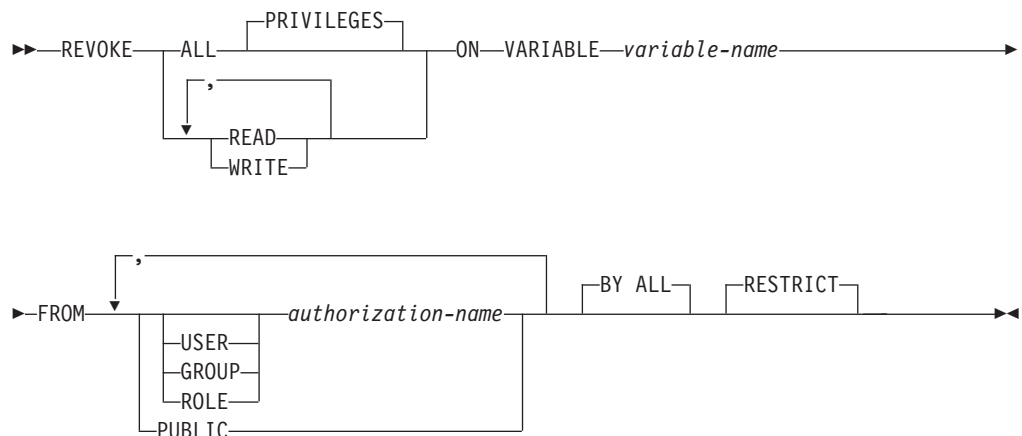 PRIVILEGES
REVOKE ALL ON VARIABLE variable-name
,
READ
WRITE
,
BY ALL RESTRICT
FROM authorization-name
USER
GROUP
ROLE
PUBLIC